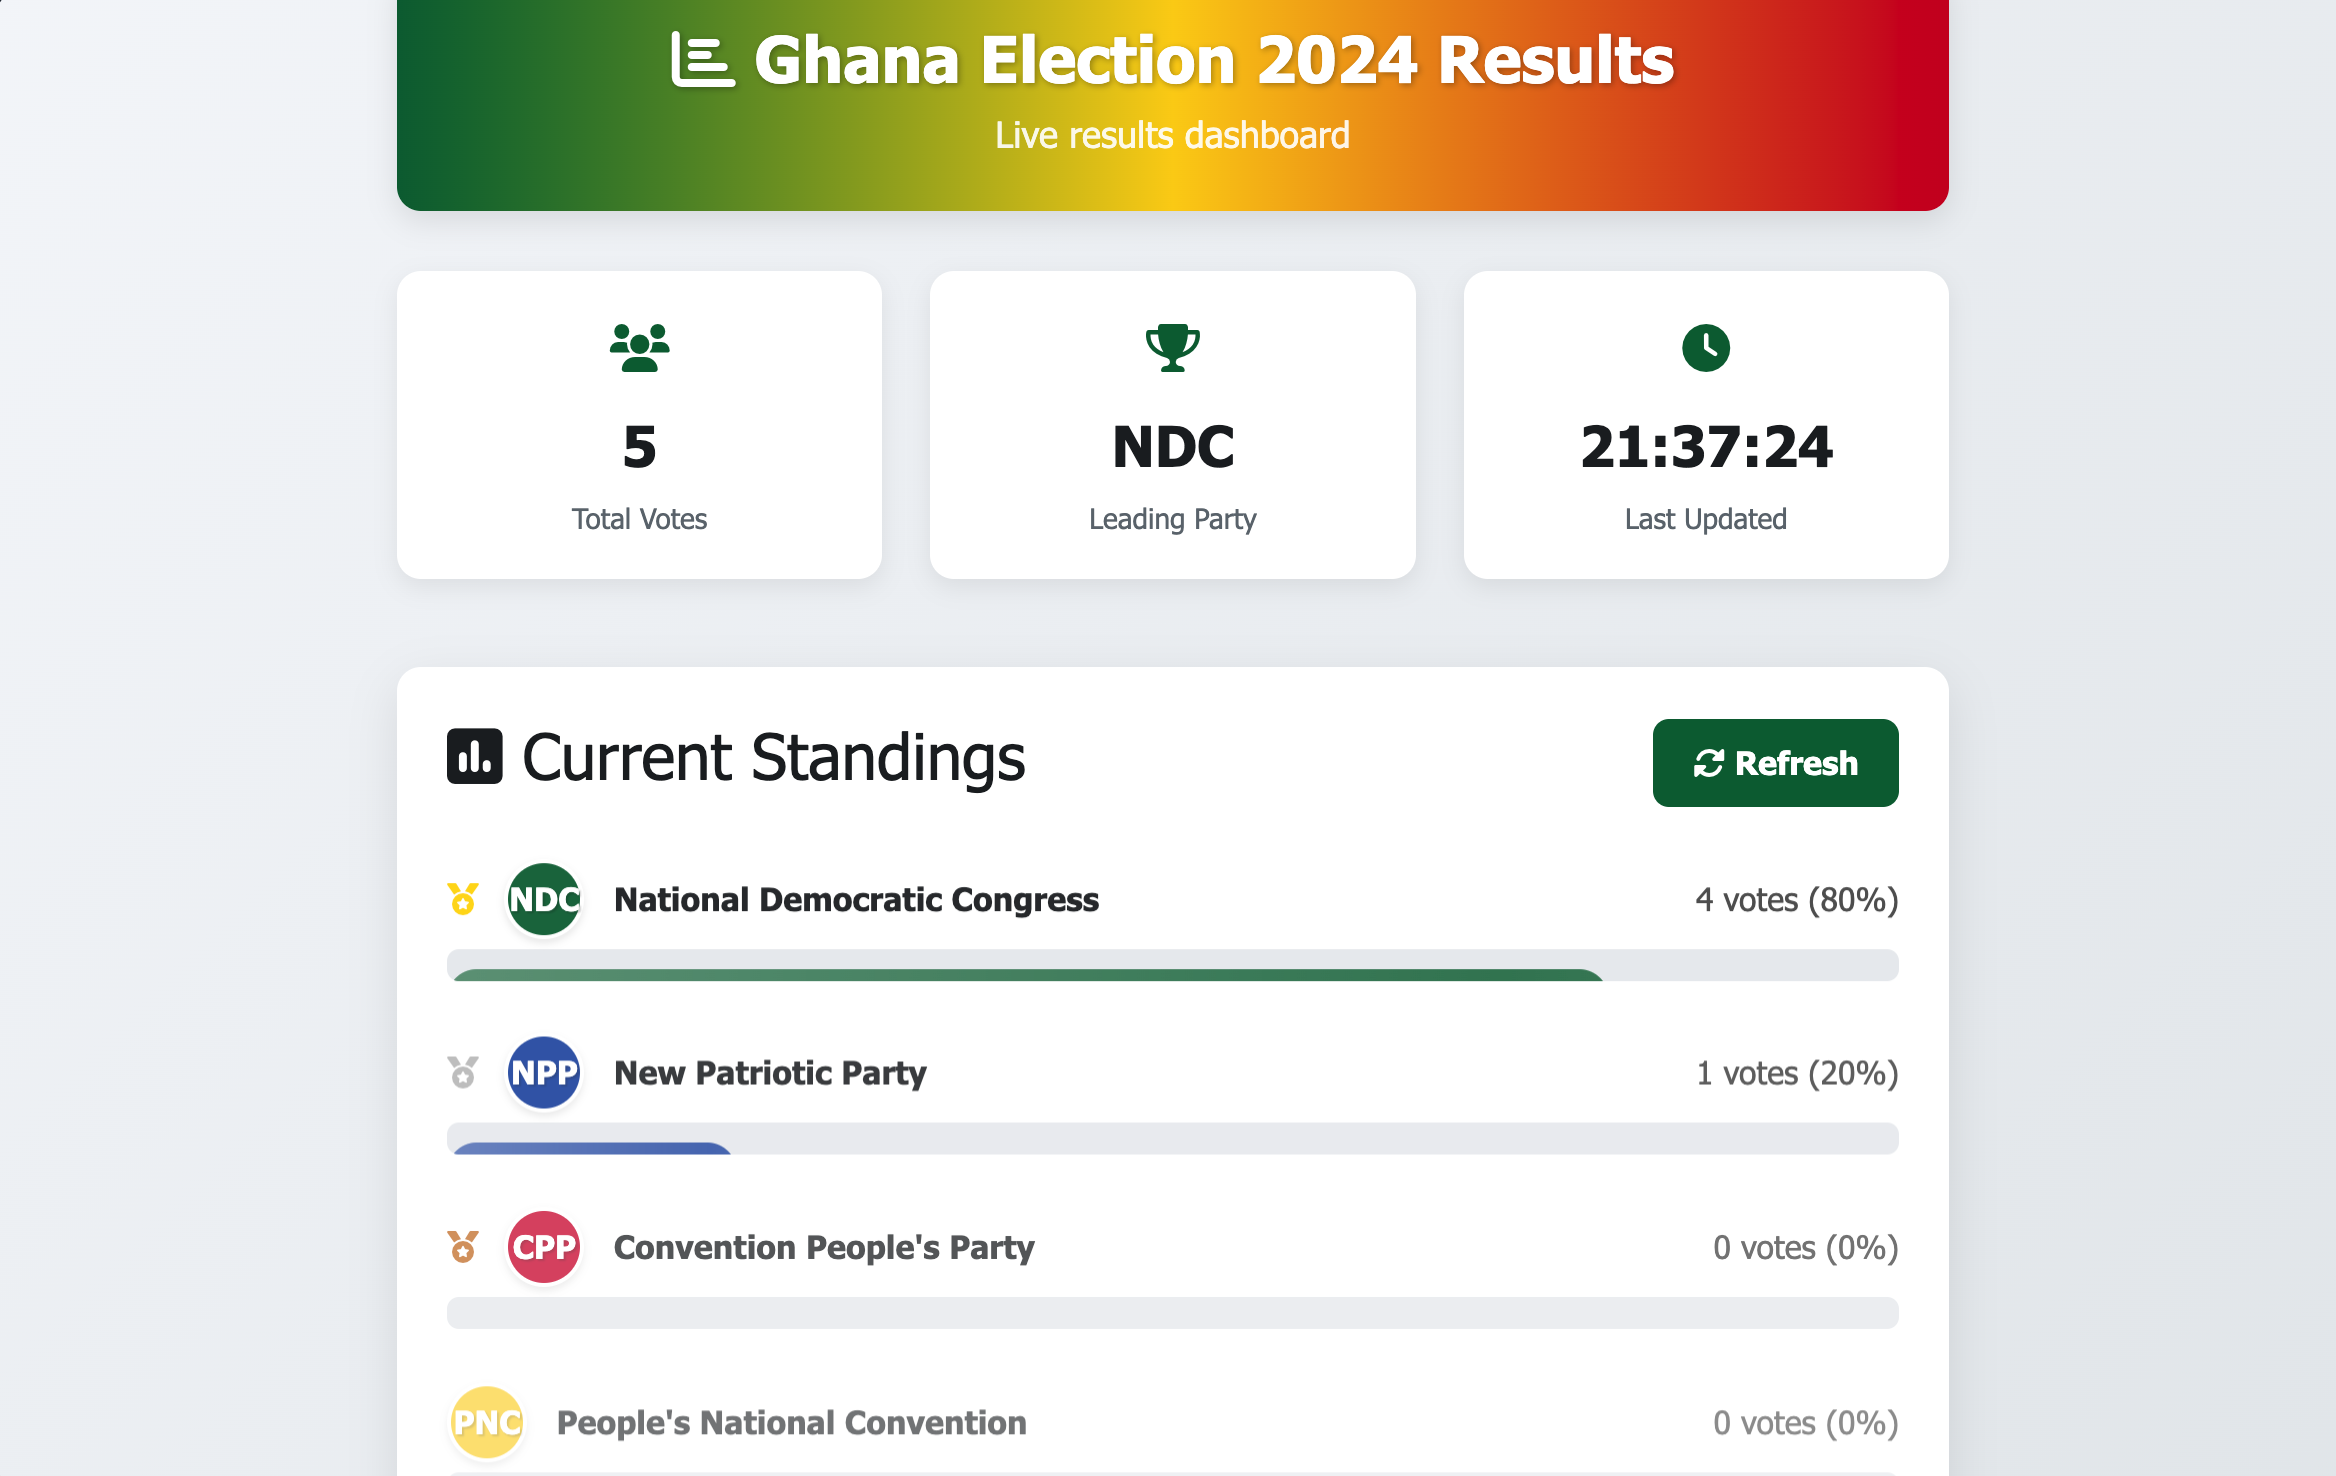 Ghana Election 2024 Results
Live results dashboard
5
Total Votes
NDC
Leading Party
21:37:24
Last Updated
Current Standings
Refresh
NDC National Democratic Congress 4 votes (80%)
NPP New Patriotic Party 1 votes (20%)
CPP Convention People's Party 0 votes (0%)
PNC People's National Convention 0 votes (0%)